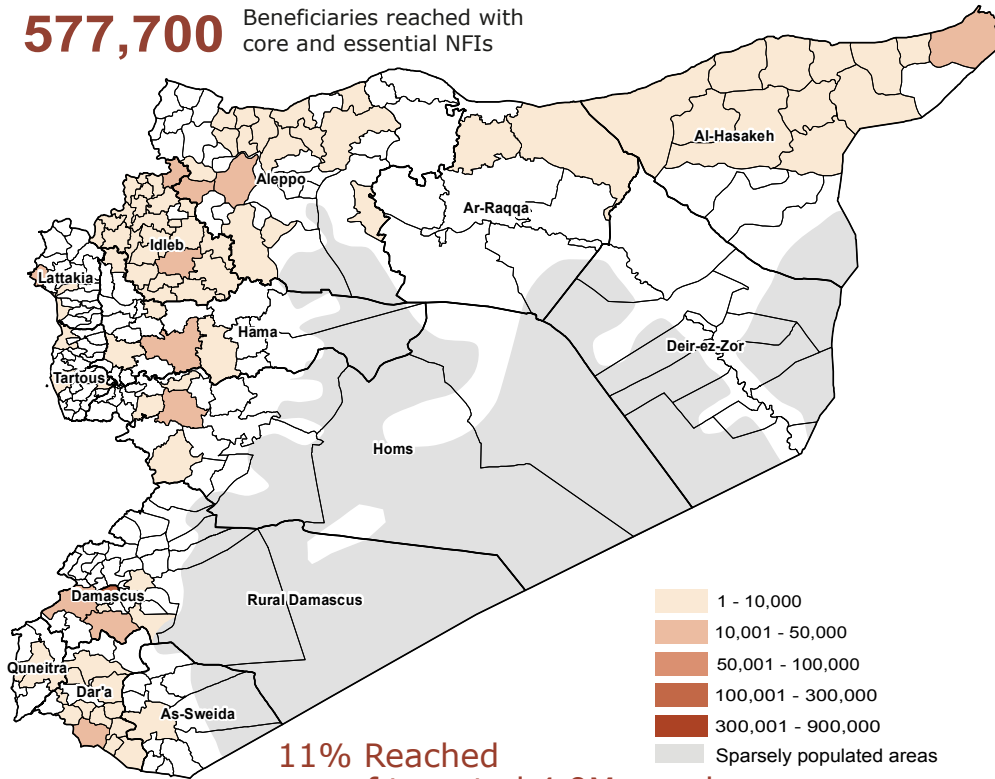 577,700
Beneficiaries reached with
core and essential NFIs
Al-Hasakeh
Aleppo
Ar-Raqqa
Idleb
Lattakia
Hama
Deir-ez-Zor
Tartous
Homs
Damascus
Rural Damascus
Quneitra
Dar'a
As-Sweida
1 - 10,000
10,001 - 50,000
50,001 - 100,000
100,001 - 300,000
300,001 - 900,000
Sparsely populated areas
11% Reached